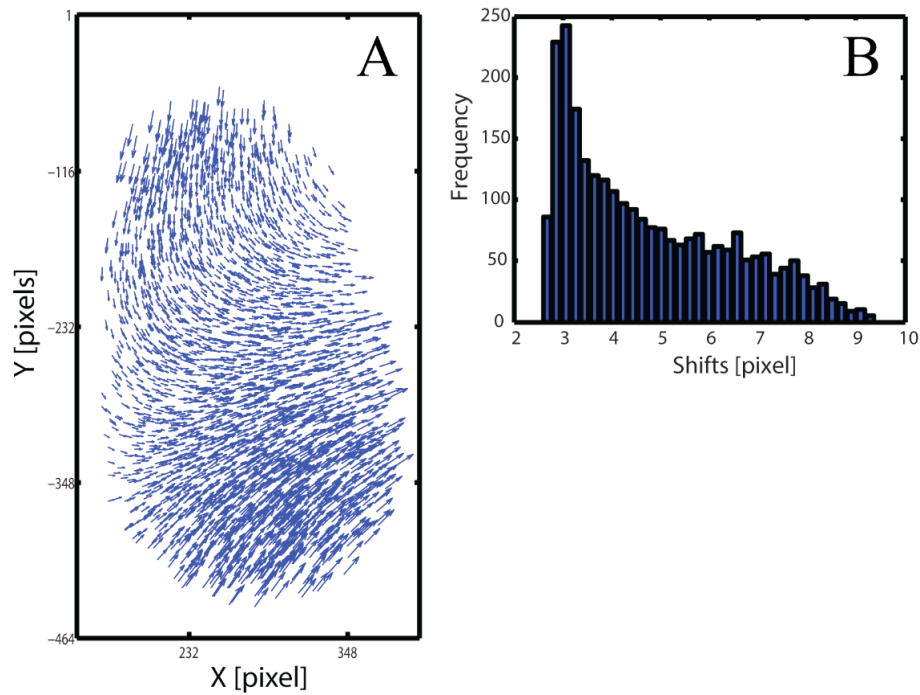 A
1
−116
−232
−348
−464
Y [pixels]
232
348
X [pixel]
B
250
200
150
100
50
0
Frequency
2 3 4 5 6 7 8 9 10
Shifts [pixel]